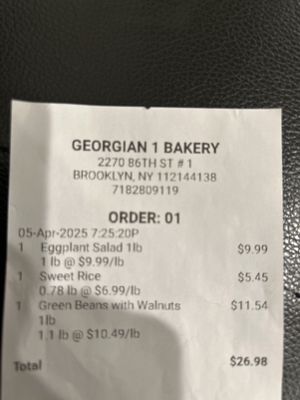 GEORGIAN 1 BAKERY
2270 86TH ST # 1
BROOKLYN, NY 112144138
7182809119
ORDER: 01
05-Apr-2025 7:25:20P
1 Eggplant Salad 1lb $9.99
1 lb @ $9.99/lb
1 Sweet Rice $5.45
0.78 lb @ $6.99/lb
1 Green Beans with Walnuts $11.54
1lb
1.1 lb @ $10.49/lb
Total $26.98